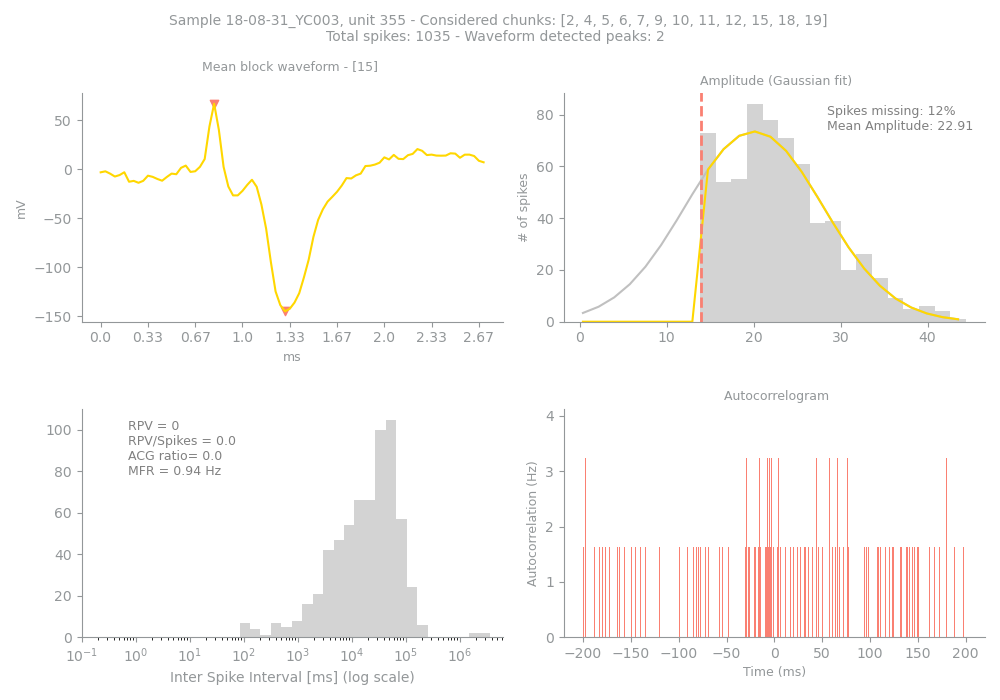 Sample 18-08-31_YC003, unit 355 - Considered chunks: [2, 4, 5, 6, 7, 9, 10, 11, 12, 15, 18, 19]
Total spikes: 1035 - Waveform detected peaks: 2
Mean block waveform - [15]
50
0
−50
−100
−150
mV
0.0 0.33 0.67 1.0 1.33 1.67 2.0 2.33 2.67
ms
Amplitude (Gaussian fit)
Spikes missing: 12%
Mean Amplitude: 22.91
80
60
40
20
0
# of spikes
0 10 20 30 40
RPV = 0
RPV/Spikes = 0.0
ACG ratio= 0.0
MFR = 0.94 Hz
100
80
60
40
20
0
10⁻¹ 10⁰ 10¹ 10² 10³ 10⁴ 10⁵ 10⁶
Inter Spike Interval [ms] (log scale)
Autocorrelogram
4
3
2
1
0
Autocorrelation (Hz)
−200 −150 −100 −50 0 50 100 150 200
Time (ms)